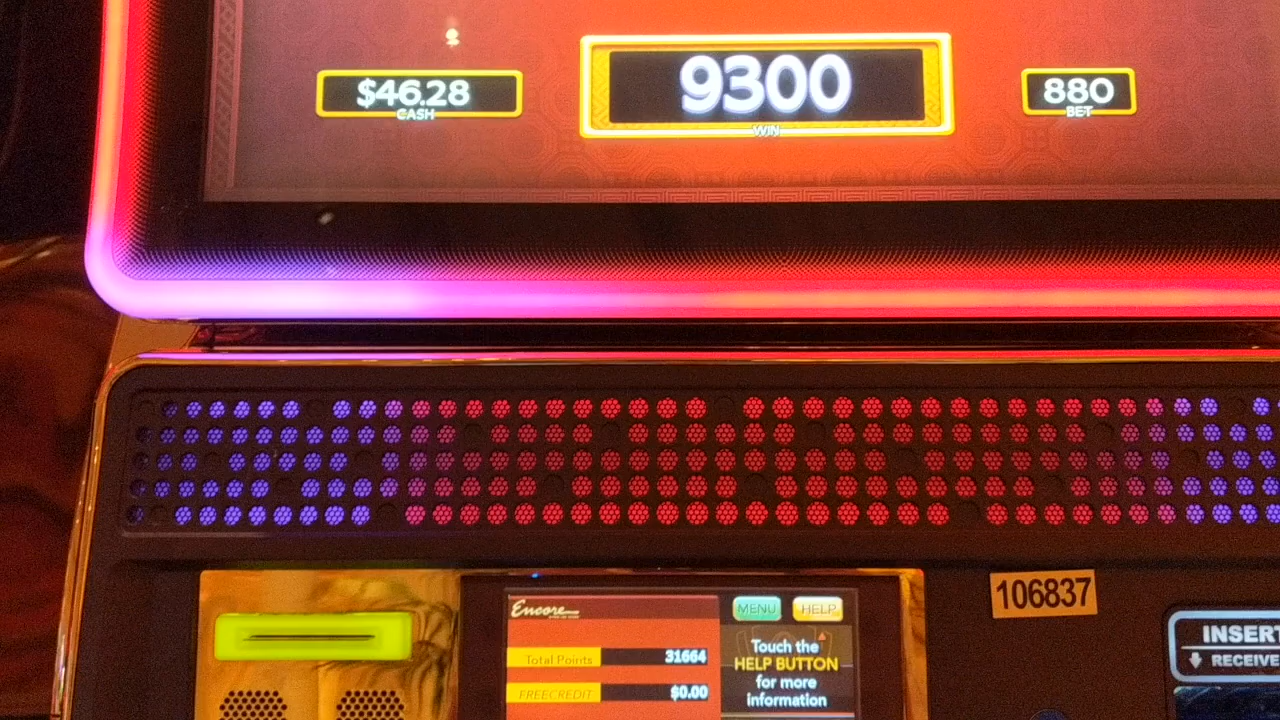 $46.28
CASH
9300
WIN
880
BET
Encore
MENU
HELP
Total Points 31664
FREECREDIT $0.00
Touch the
HELP BUTTON
for more
information
106837
INSERT
RECEIVE